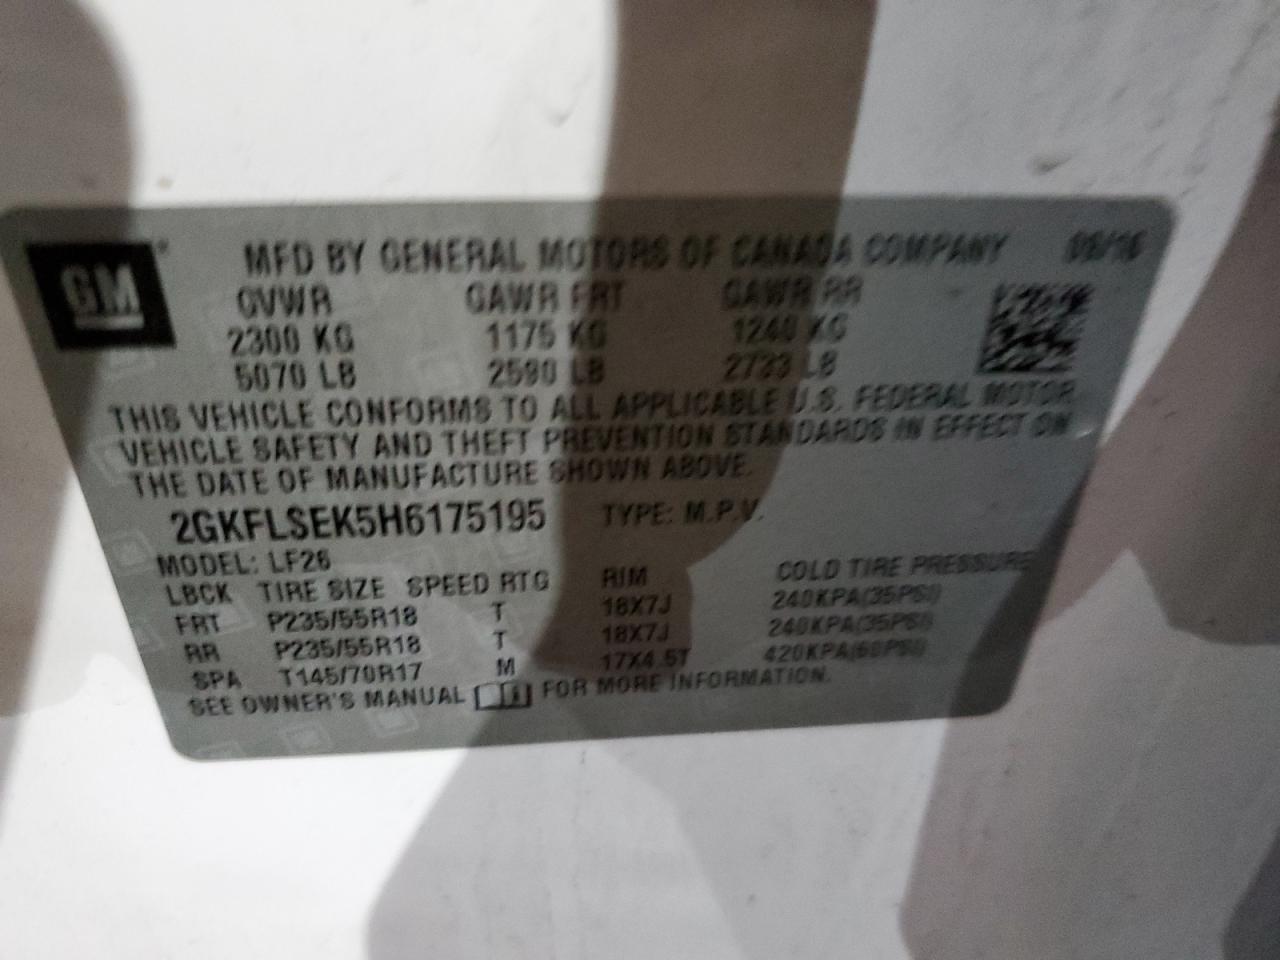 GM
MFD BY GENERAL MOTORS OF CANADA COMPANY
GVWR GAWR FRT GAWR RR
2300 KG 1175 KG 1240 KG
5070 LB 2590 LB 2733 LB
THIS VEHICLE CONFORMS TO ALL APPLICABLE U.S. FEDERAL MOTOR
VEHICLE SAFETY AND THEFT PREVENTION STANDARDS IN EFFECT ON
THE DATE OF MANUFACTURE SHOWN ABOVE.
2GKFLSEK5H6175195 TYPE: M.P.V.
MODEL: LF26
LBCK TIRE SIZE SPEED RTG RIM COLD TIRE PRESSURE
FRT P235/55R18 T 18X7J 240KPA(35PSI)
RR P235/55R18 T 18X7J 240KPA(35PSI)
SPA T145/70R17 M 17X4.5T 420KPA(60PSI)
SEE OWNER'S MANUAL FOR MORE INFORMATION.